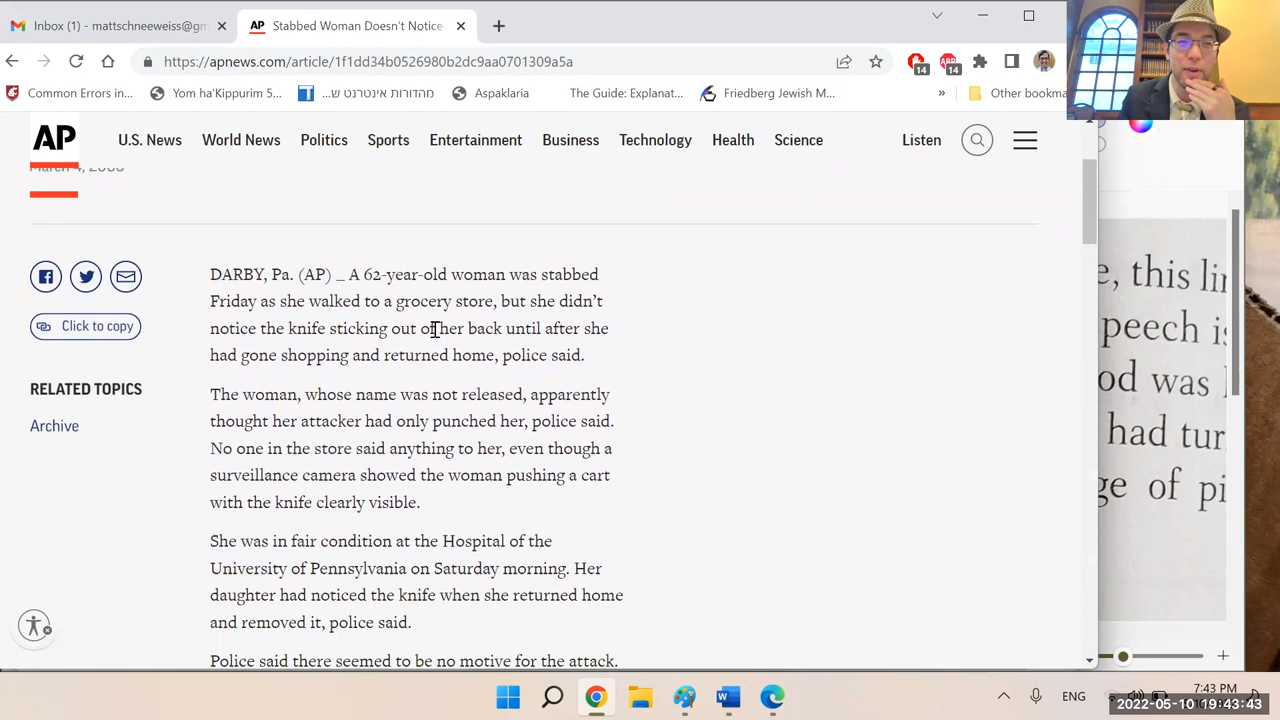 Inbox (1) - mattschneeweiss@gm
AP Stabbed Woman Doesn't Notice
Common Errors in...
Yom ha'Kippurim 5...
מהדורות אינטרנט ש...
Aspaklaria
The Guide: Explanat...
Friedberg Jewish M...
»
Other bookma
14
14
AP
U.S. News
World News
Politics
Sports
Entertainment
Business
Technology
Health
Science
Listen
Click to copy
RELATED TOPICS
Archive
DARBY, Pa. (AP) _ A 62-year-old woman was stabbed
Friday as she walked to a grocery store, but she didn't
notice the knife sticking out of her back until after she
had gone shopping and returned home, police said.
The woman, whose name was not released, apparently
thought her attacker had only punched her, police said.
No one in the store said anything to her, even though a
surveillance camera showed the woman pushing a cart
with the knife clearly visible.
She was in fair condition at the Hospital of the
University of Pennsylvania on Saturday morning. Her
daughter had noticed the knife when she returned home
and removed it, police said.
Police said there seemed to be no motive for the attack.
e, this lin
peech is
od was
had tur
ge of pi
ENG
7:43 PM
2022-05-10 19:43:43